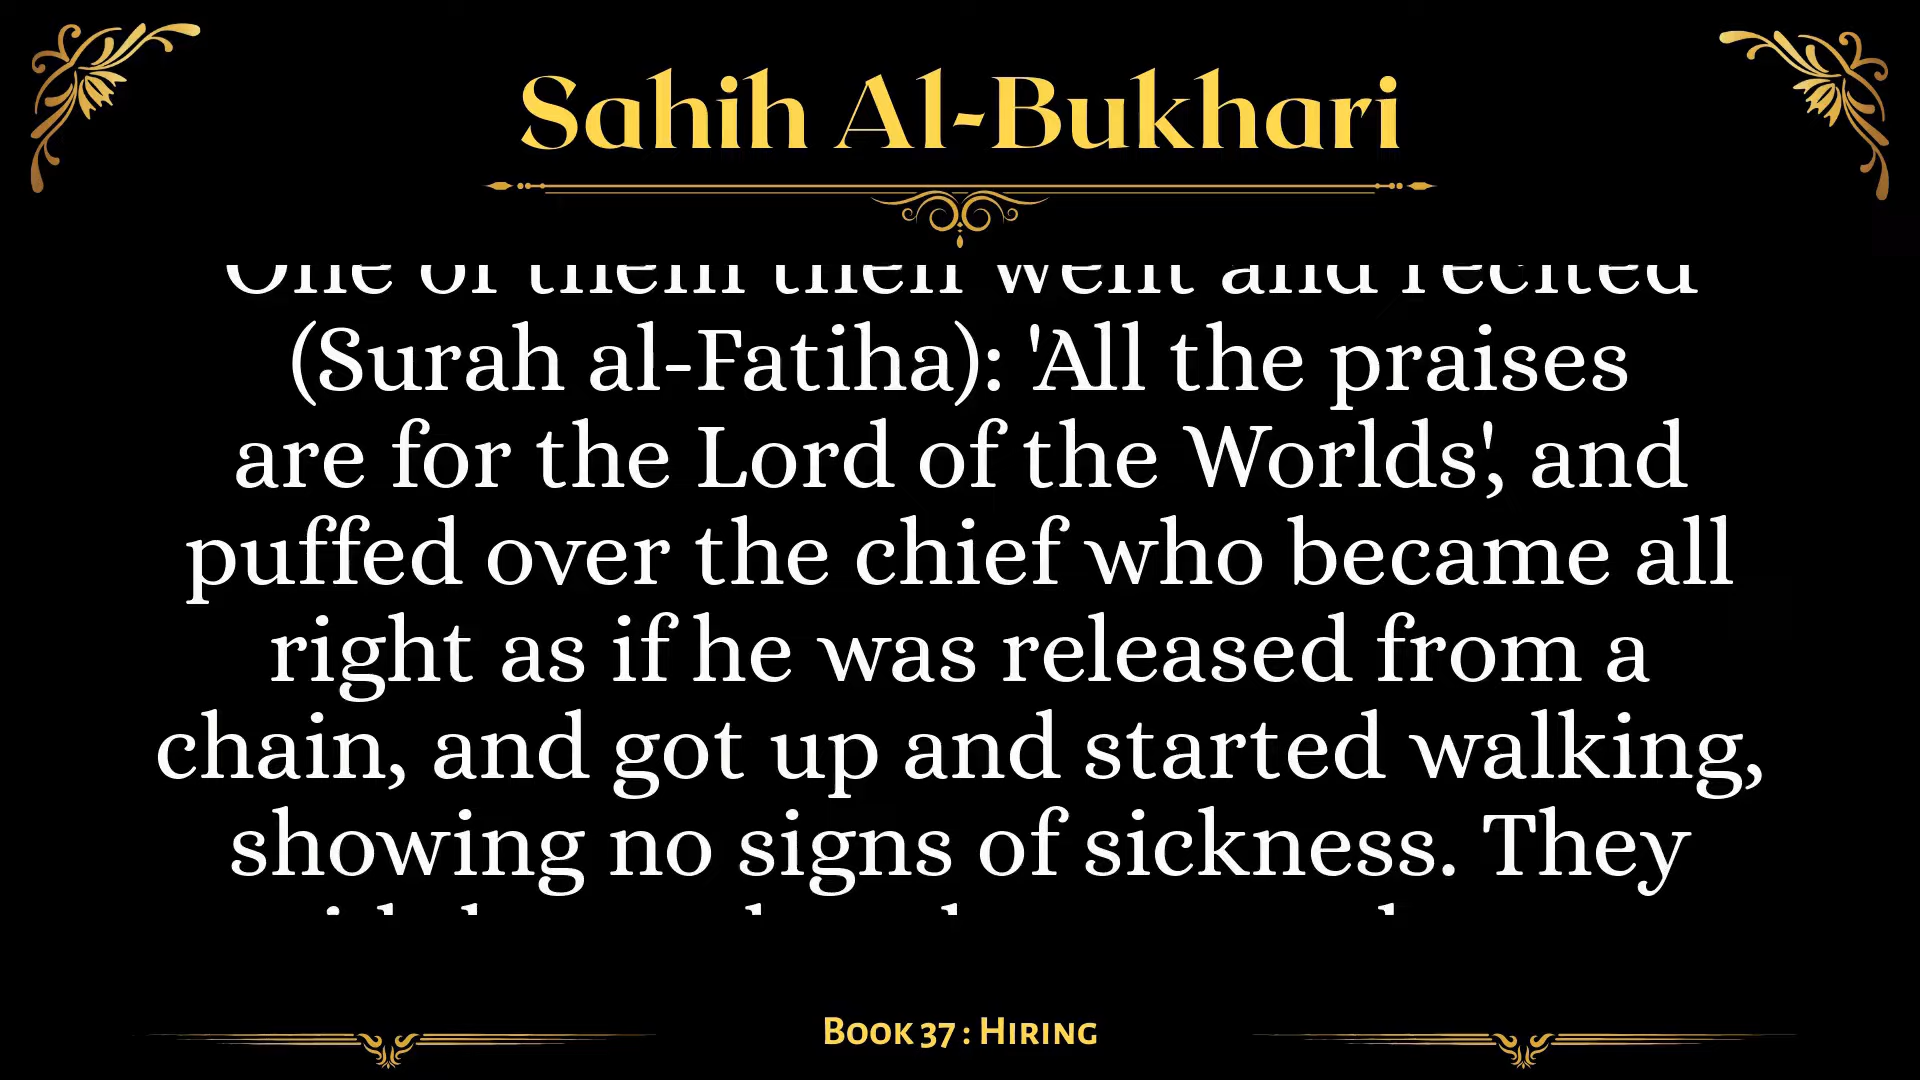 Sahih Al-Bukhari
One of them then went and recited
(Surah al-Fatiha): 'All the praises
are for the Lord of the Worlds', and
puffed over the chief who became all
right as if he was released from a
chain, and got up and started walking,
showing no signs of sickness. They
Book 37 : Hiring